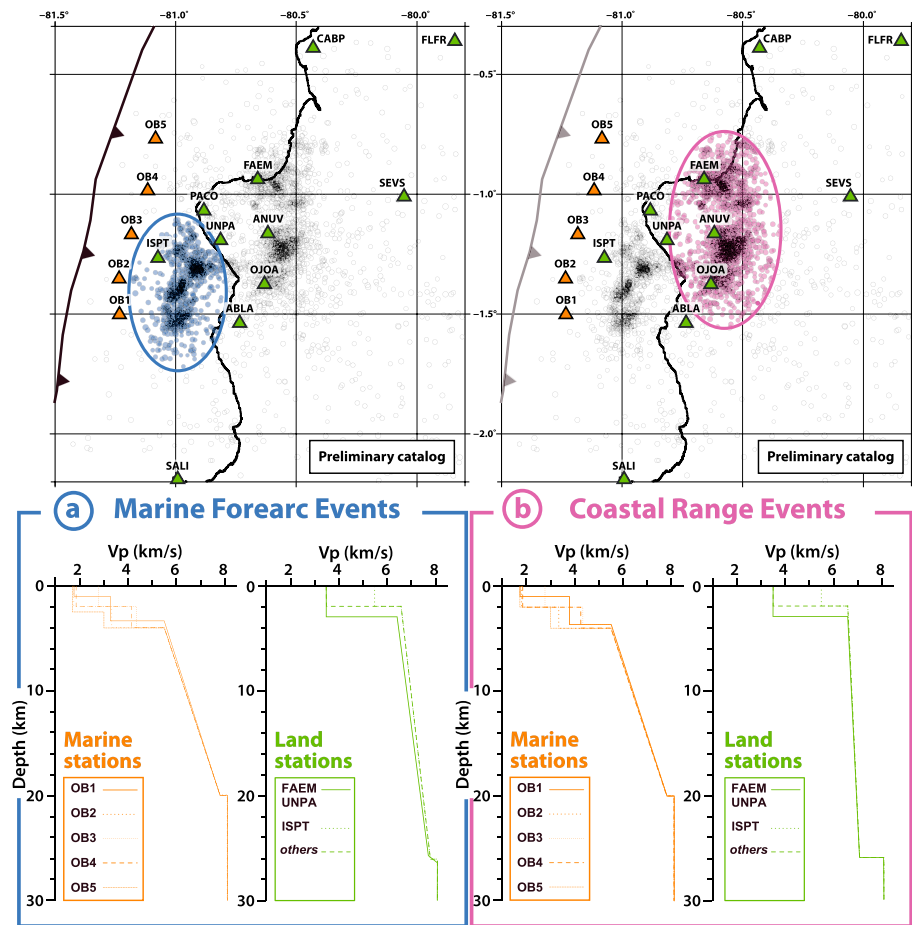 −81.5˚ −81.0˚ −80.5˚ −80.0˚
CABP
FLFR
OB5
OB4
FAEM
SEVS
PACO
OB3
UNPA
ANUV
ISPT
OB2
OJOA
OB1
ABLA
SALI
Preliminary catalog
−81.5˚ −81.0˚ −80.5˚ −80.0˚
−0.5˚
−1.0˚
−1.5˚
−2.0˚
CABP
FLFR
OB5
OB4
FAEM
SEVS
PACO
OB3
UNPA
ANUV
ISPT
OB2
OJOA
OB1
ABLA
SALI
Preliminary catalog
a Marine Forearc Events
Vp (km/s)
2 4 6 8
0
10
20
30
Depth (km)
Marine
stations
OB1
OB2
OB3
OB4
OB5
Vp (km/s)
2 4 6 8
0
10
20
30
Land
stations
FAEM
UNPA
ISPT
others
b Coastal Range Events
Vp (km/s)
2 4 6 8
0
10
20
30
Depth (km)
Marine
stations
OB1
OB2
OB3
OB4
OB5
Vp (km/s)
2 4 6 8
0
10
20
30
Land
stations
FAEM
UNPA
ISPT
others